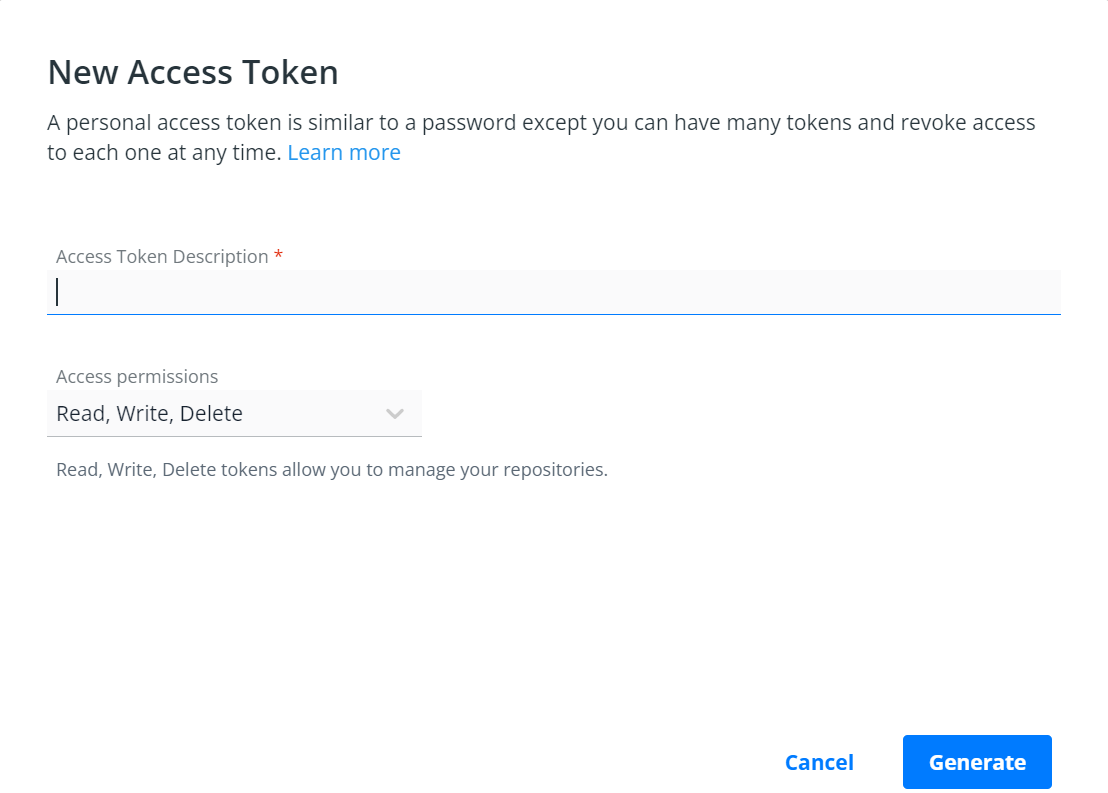 New Access Token
A personal access token is similar to a password except you can have many tokens and revoke access
to each one at any time. Learn more
Access Token Description *
Access permissions
Read, Write, Delete
Read, Write, Delete tokens allow you to manage your repositories.
Cancel
Generate